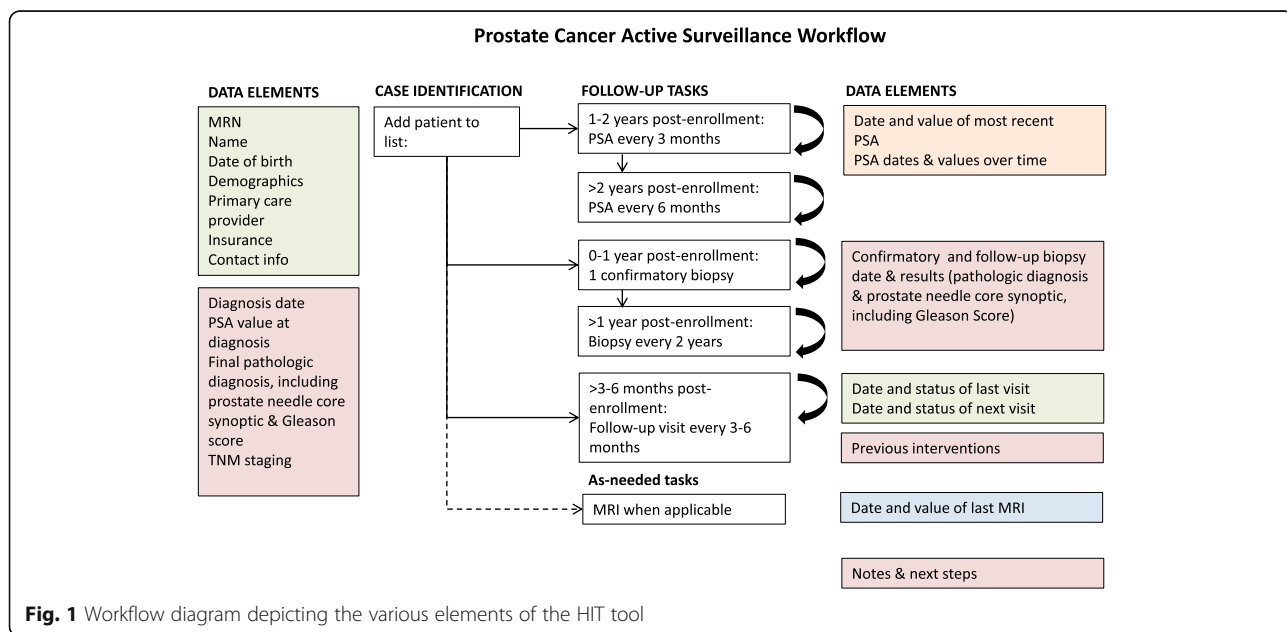 Prostate Cancer Active Surveillance Workflow
DATA ELEMENTS
MRN
Name
Date of birth
Demographics
Primary care
provider
Insurance
Contact info
Diagnosis date
PSA value at
diagnosis
Final pathologic
diagnosis, including
prostate needle core
synoptic & Gleason
score
TNM staging
CASE IDENTIFICATION
Add patient to
list:
FOLLOW-UP TASKS
1-2 years post-enrollment:
PSA every 3 months
>2 years post-enrollment:
PSA every 6 months
0-1 year post-enrollment:
1 confirmatory biopsy
>1 year post-enrollment:
Biopsy every 2 years
>3-6 months post-
enrollment:
Follow-up visit every 3-6
months
As-needed tasks
MRI when applicable
DATA ELEMENTS
Date and value of most recent
PSA
PSA dates & values over time
Confirmatory and follow-up biopsy
date & results (pathologic diagnosis
& prostate needle core synoptic,
including Gleason Score)
Date and status of last visit
Date and status of next visit
Previous interventions
Date and value of last MRI
Notes & next steps
Fig. 1 Workflow diagram depicting the various elements of the HIT tool